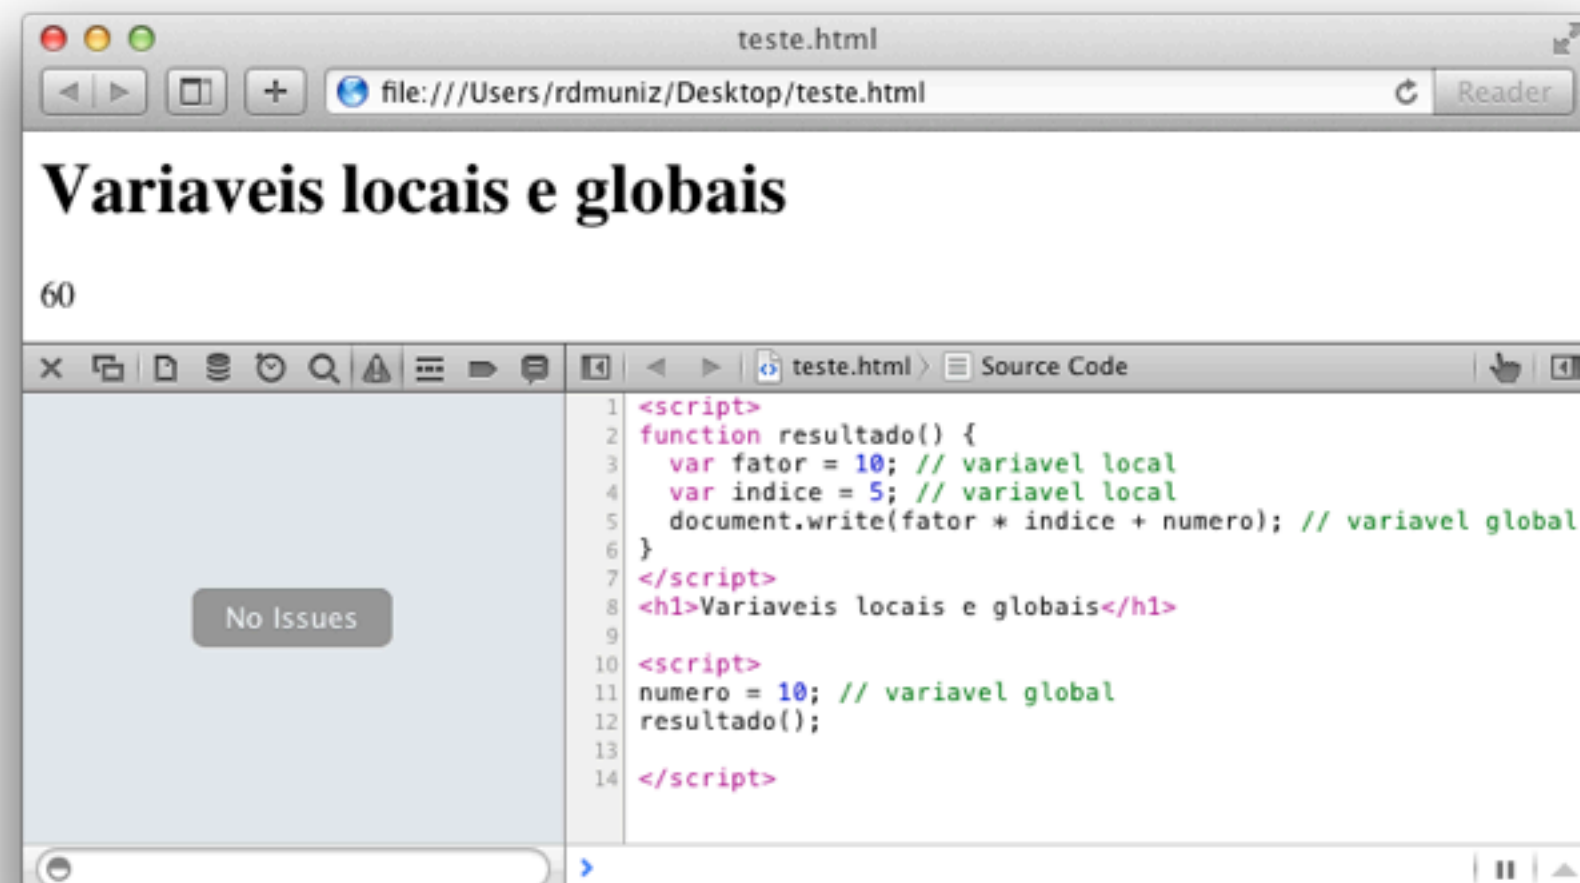 teste.html
file:///Users/rdmuniz/Desktop/teste.html
Reader
Variaveis locais e globais
60
teste.html
Source Code
No Issues
1 <script>
2 function resultado() {
3   var fator = 10; // variavel local
4   var indice = 5; // variavel local
5   document.write(fator * indice + numero); // variavel global
6 }
7 </script>
8 <h1>Variaveis locais e globais</h1>
9
10 <script>
11 numero = 10; // variavel global
12 resultado();
13
14 </script>